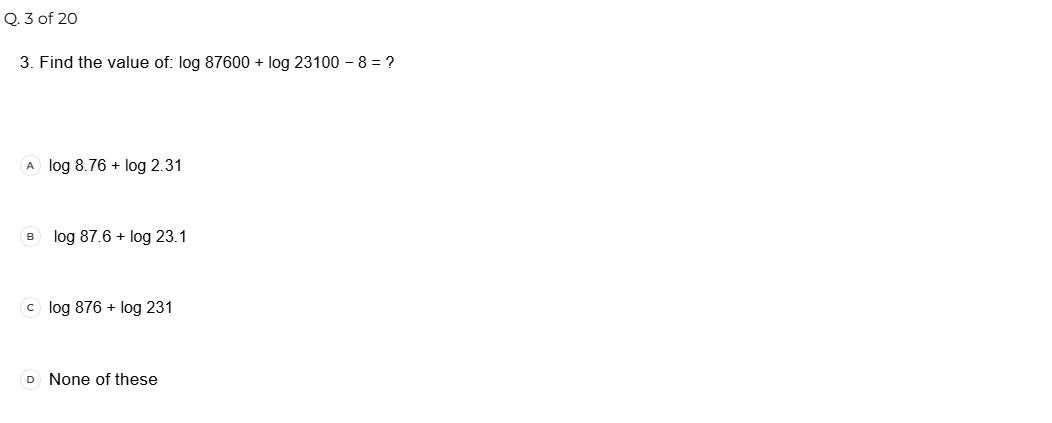 Q. 3 of 20
3. Find the value of: log 87600 + log 23100 − 8 = ?
A log 8.76 + log 2.31
B log 87.6 + log 23.1
C log 876 + log 231
D None of these